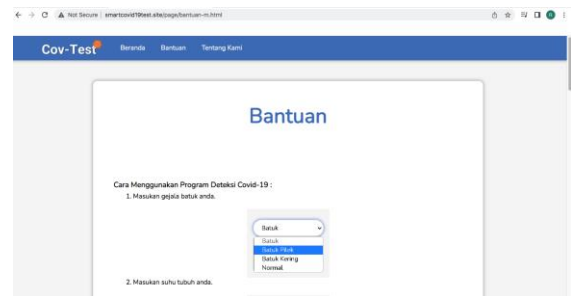 Not Secure | smartcovid19test.site/page/bantuan-m.html
Cov-Test Beranda Bantuan Tentang Kami
Bantuan
Cara Menggunakan Program Deteksi Covid-19 :
1. Masukan gejala batuk anda.
Batuk
Batuk
Batuk Pilek
Batuk Kering
Normal
2. Masukan suhu tubuh anda.